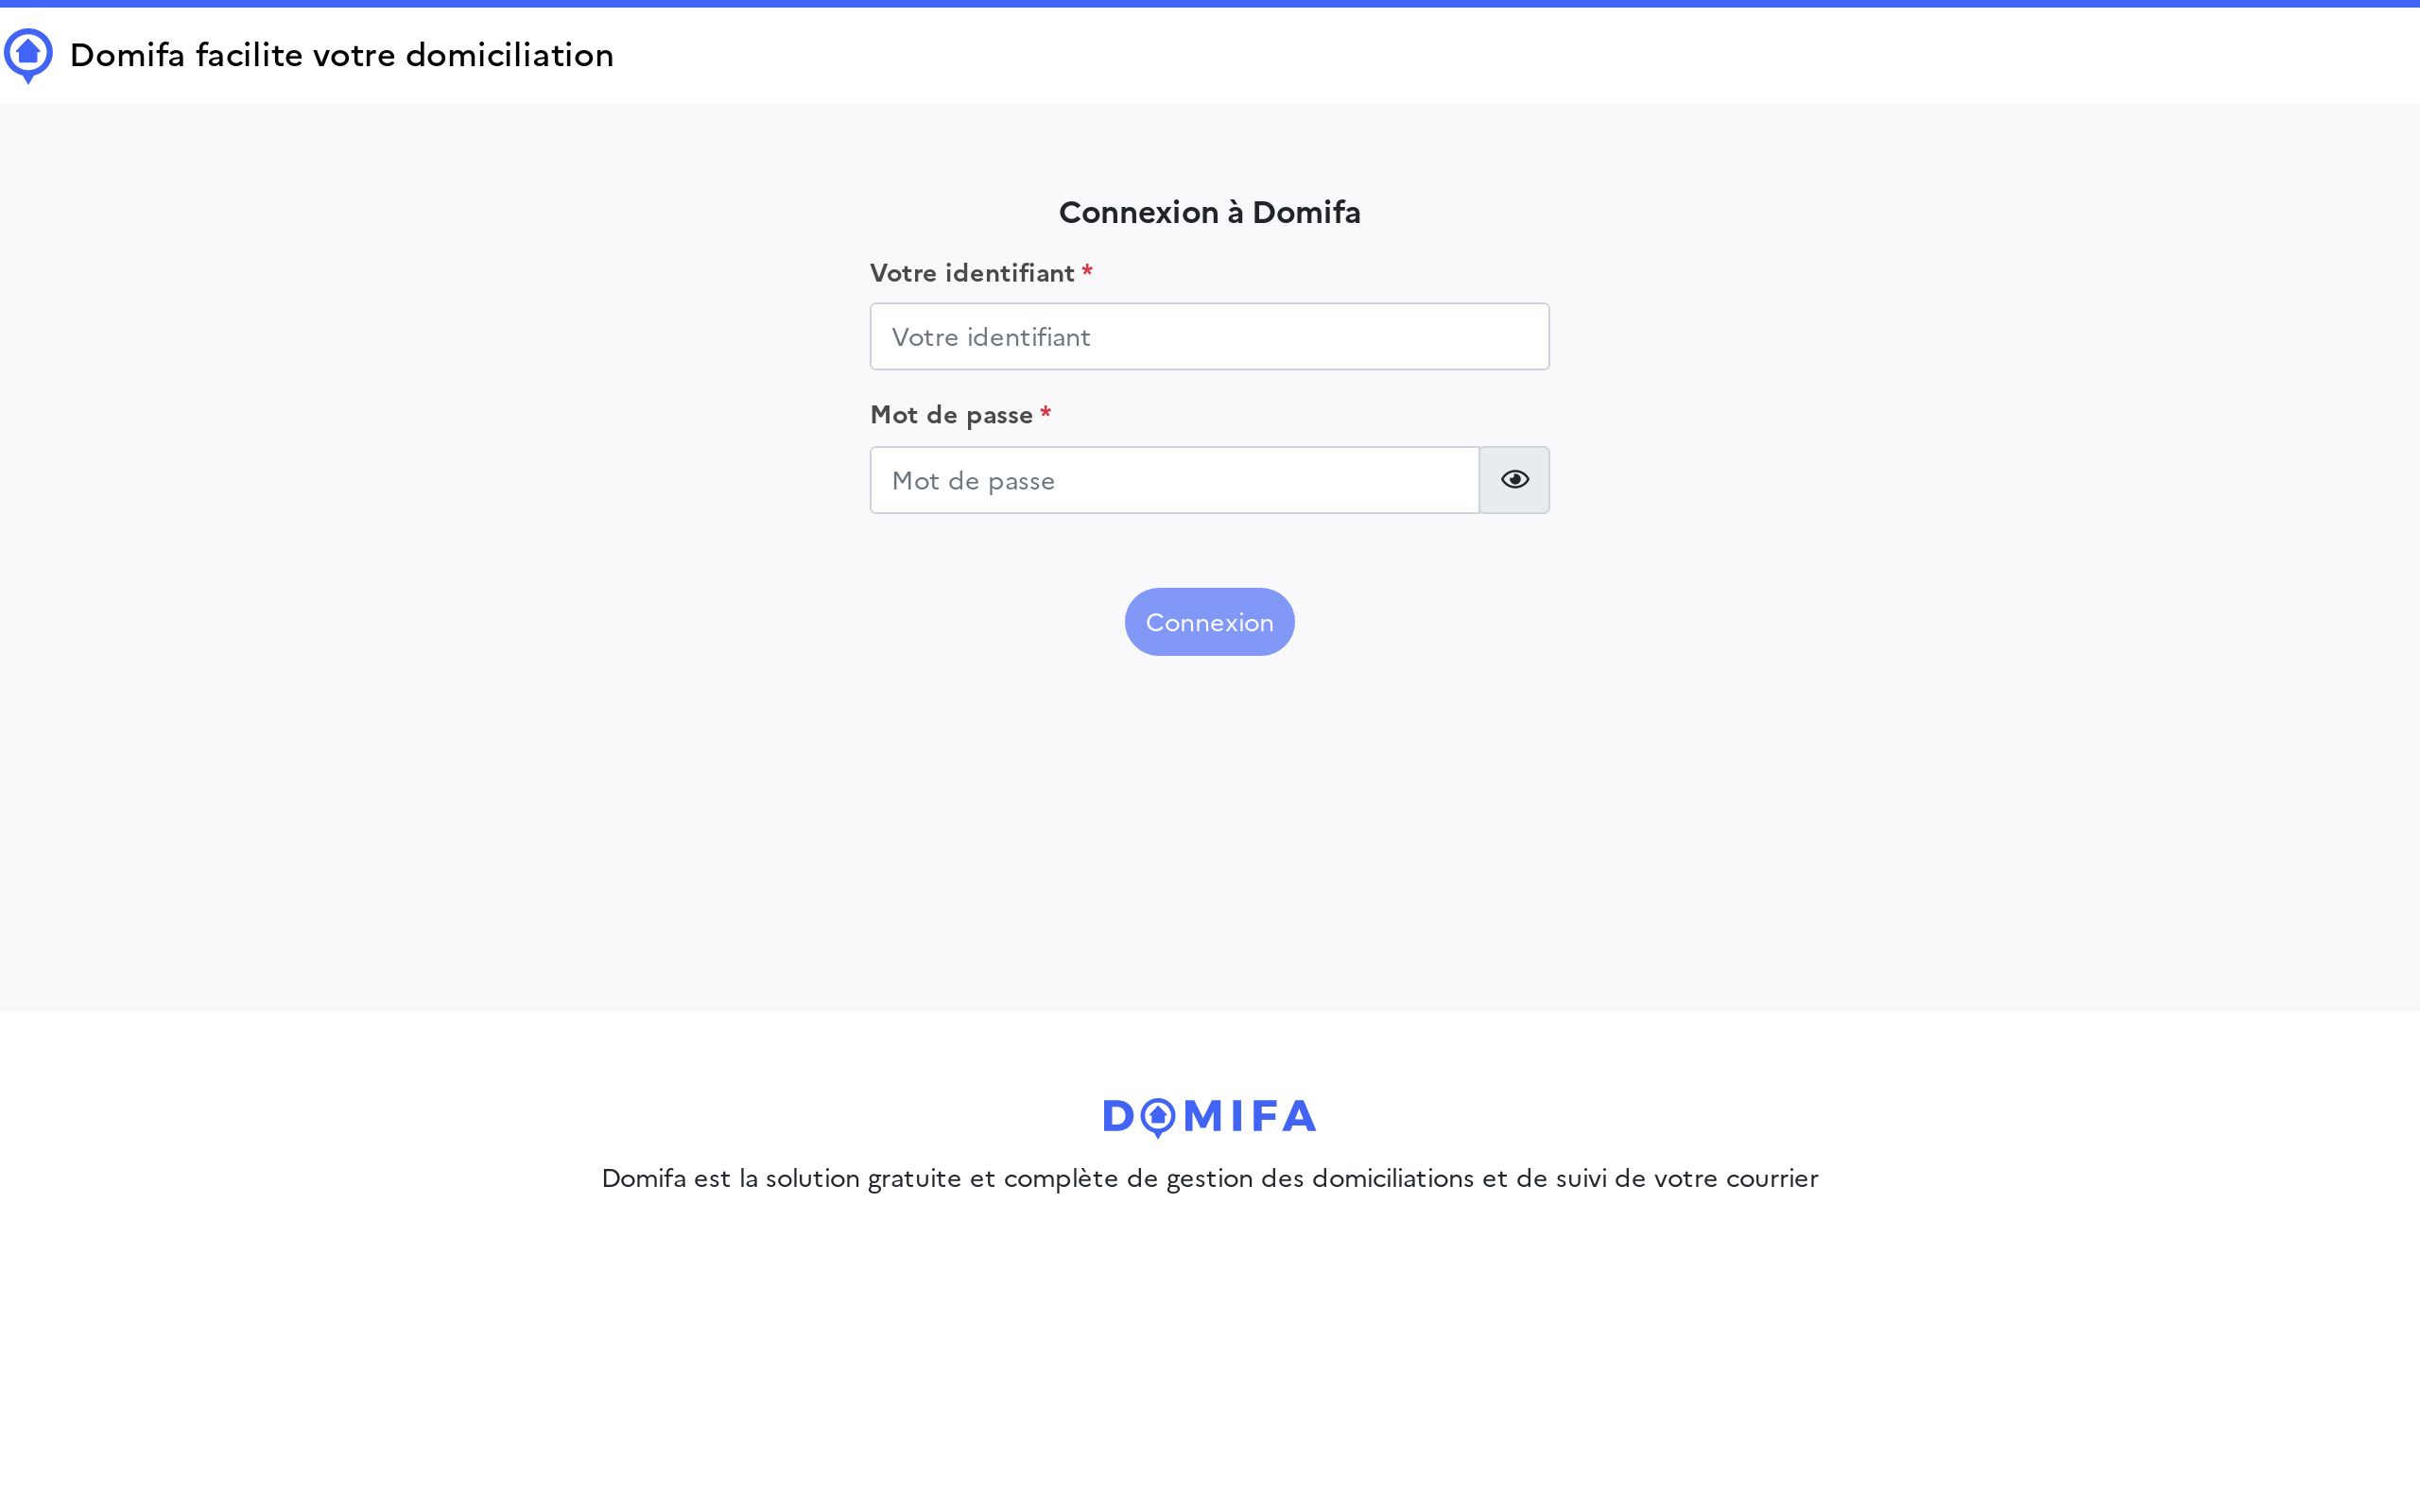 Domifa facilite votre domiciliation
Connexion à Domifa
Votre identifiant *
Votre identifiant
Mot de passe *
Mot de passe
Connexion
DOMIFA
Domifa est la solution gratuite et complète de gestion des domiciliations et de suivi de votre courrier